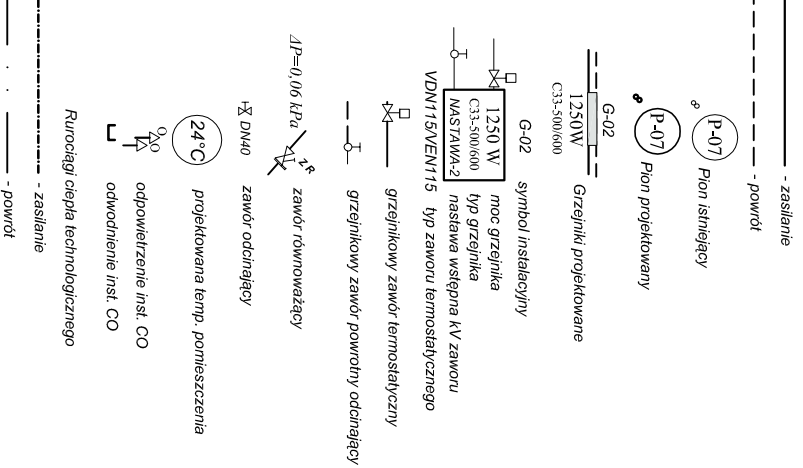 - zasilanie
- powrót
P-07
Pion istniejący
P-07
Pion projektowany
G-02
1250W
C33-500/600
Grzejniki projektowane
G-02
symbol instalacyjny
1250 W
moc grzejnika
C33-500/600
typ grzejnika
NASTAWA-2
nastawa wstępna kV zaworu
VDN115/VEN115
typ zaworu termostatycznego
grzejnikowy zawór termostatyczny
grzejnikowy zawór powrotny odcinający
ΔP=0,06 kPa
ZR
zawór równoważący
DN40
zawór odcinający
24°C
projektowana temp. pomieszczenia
odpowietrzenie inst. CO
odwodnienie inst. CO
Rurociągi ciepła technologicznego
- zasilanie
- powrót